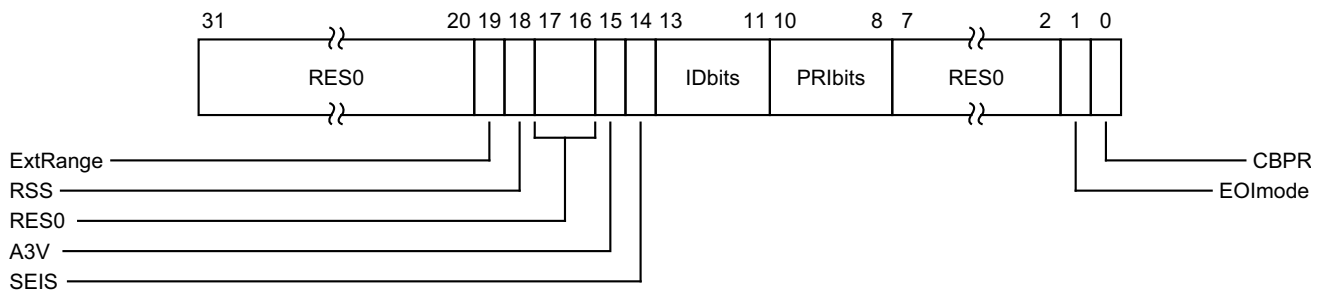 31 20 19 18 17 16 15 14 13 11 10 8 7 2 1 0
RES0 IDbits PRIbits RES0
ExtRange CBPR
RSS EOImode
RES0
A3V
SEIS